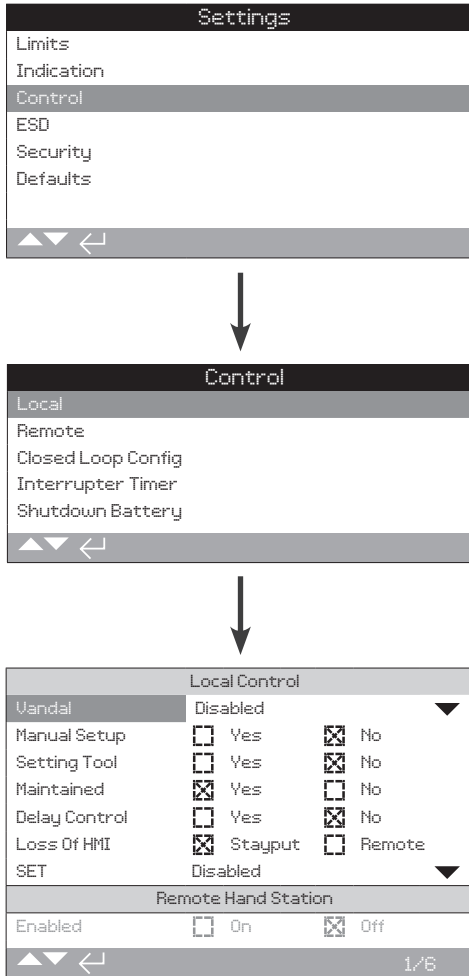 Settings
Limits
Indication
Control
ESD
Security
Defaults
Control
Local
Remote
Closed Loop Config
Interrupter Timer
Shutdown Battery
Local Control
Vandal Disabled
Manual Setup Yes No
Setting Tool Yes No
Maintained Yes No
Delay Control Yes No
Loss Of HMI Stayput Remote
SET Disabled
Remote Hand Station
Enabled On Off
1/6